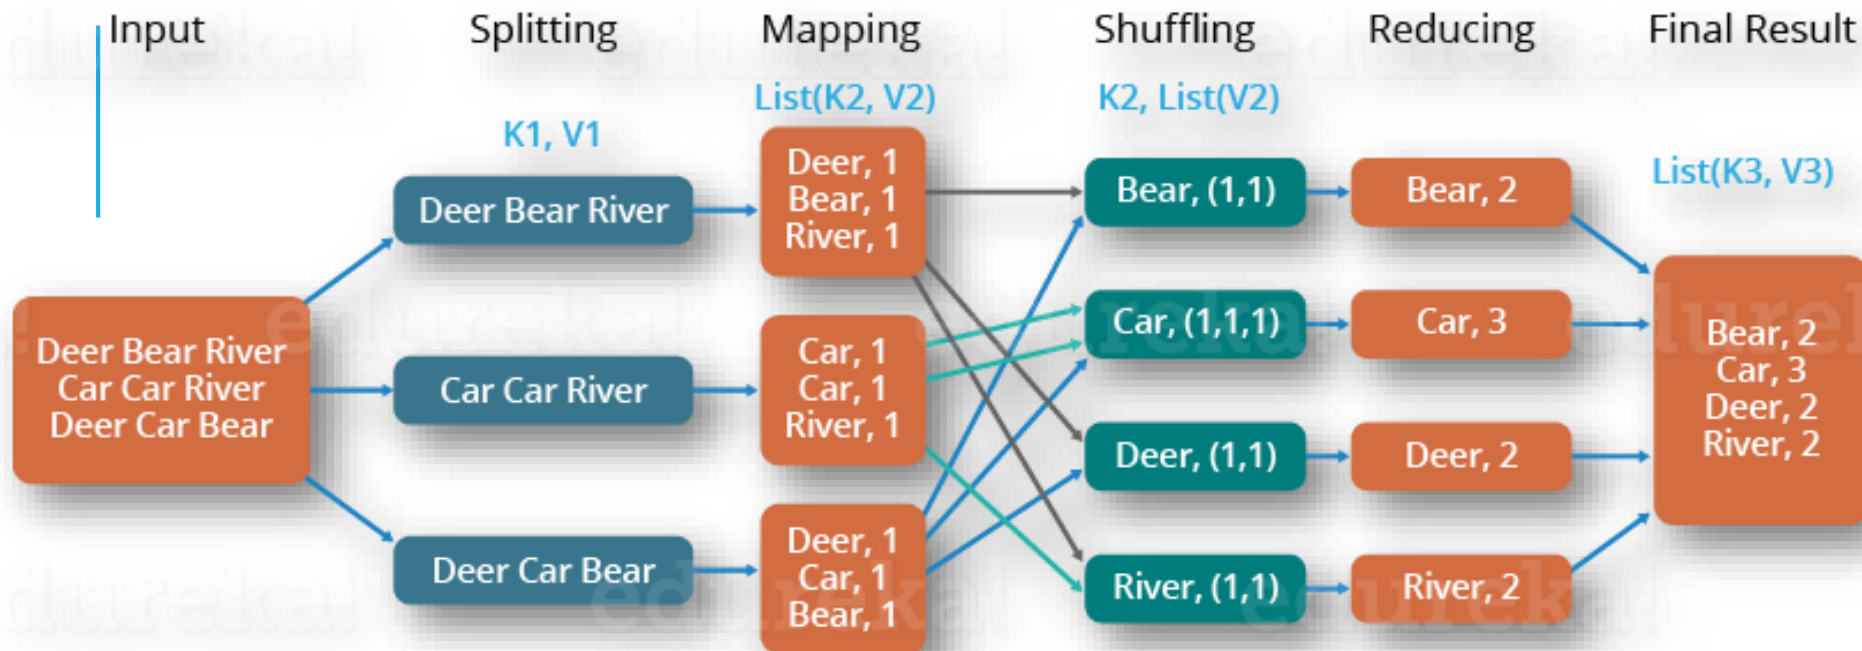 Input
Splitting
Mapping
Shuffling
Reducing
Final Result
K1, V1
List(K2, V2)
K2, List(V2)
List(K3, V3)
Deer Bear River
Car Car River
Deer Car Bear
Deer Bear River
Car Car River
Deer Car Bear
Deer, 1
Bear, 1
River, 1
Car, 1
Car, 1
River, 1
Deer, 1
Car, 1
Bear, 1
Bear, (1,1)
Car, (1,1,1)
Deer, (1,1)
River, (1,1)
Bear, 2
Car, 3
Deer, 2
River, 2
Bear, 2
Car, 3
Deer, 2
River, 2
edureka!